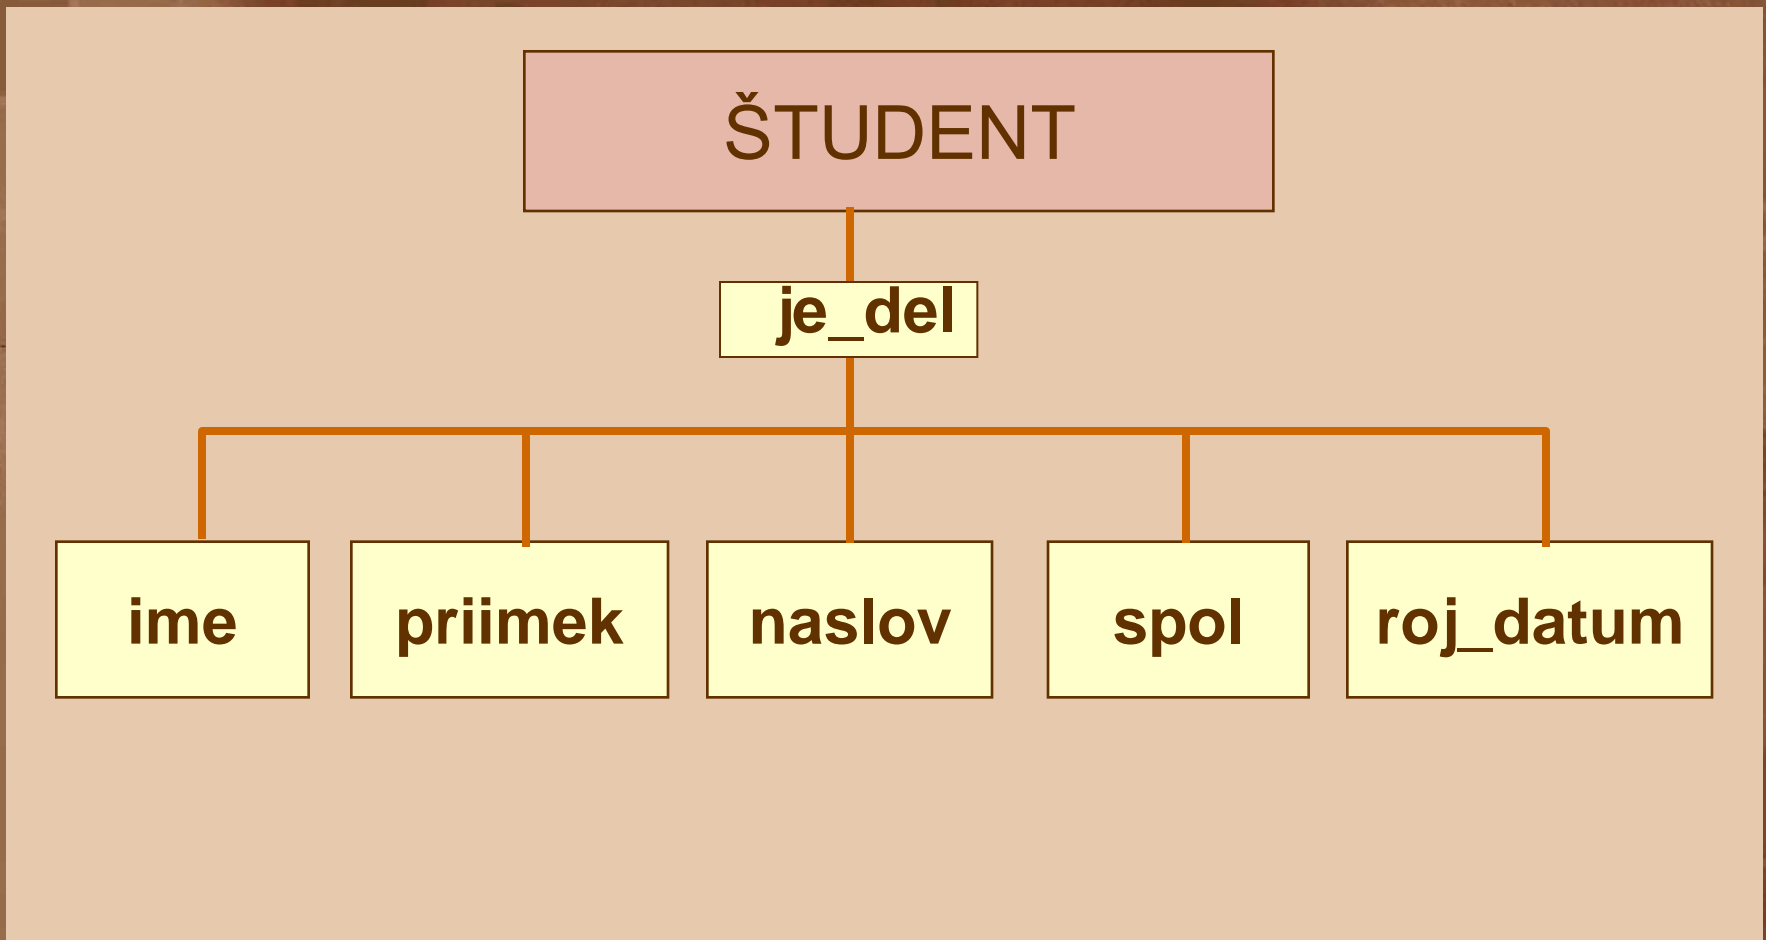 ŠTUDENT
je_del
ime
priimek
naslov
spol
roj_datum